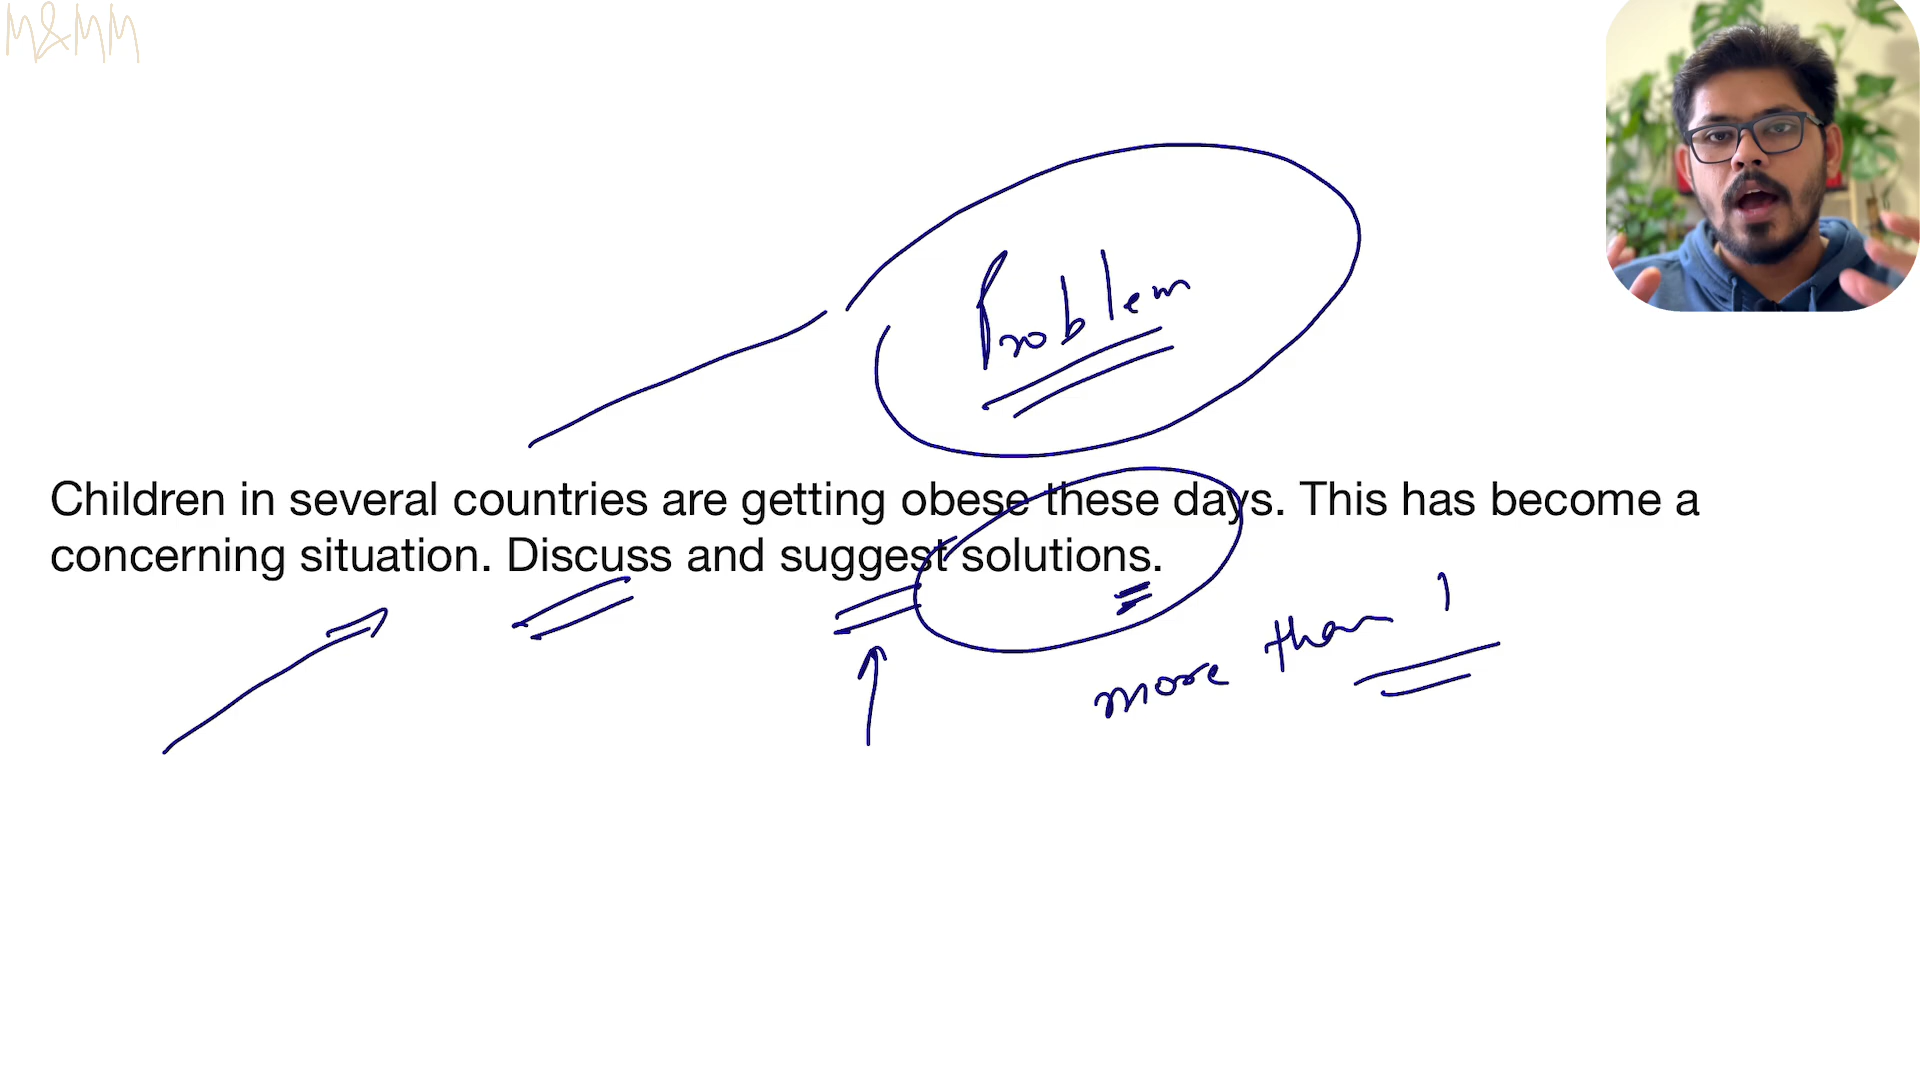 M&MM
Problem
Children in several countries are getting obese these days. This has become a
concerning situation. Discuss and suggest solutions.
more than 1